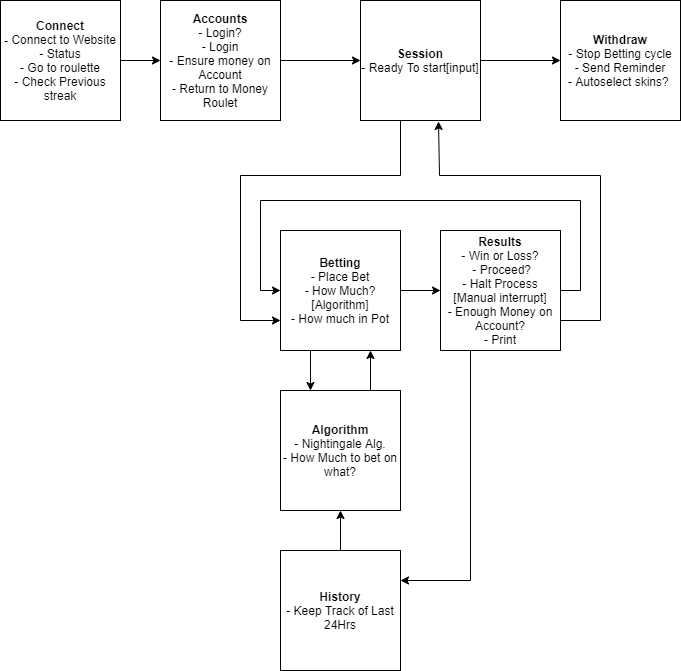 Connect
- Connect to Website
- Status
- Go to roulette
- Check Previous
streak
Accounts
- Login?
- Login
- Ensure money on
Account
- Return to Money
Roulet
Session
- Ready To start[input]
Withdraw
- Stop Betting cycle
- Send Reminder
- Autoselect skins?
Betting
- Place Bet
- How Much?
[Algorithm]
- How much in Pot
Results
- Win or Loss?
- Proceed?
- Halt Process
[Manual interrupt]
- Enough Money on
Account?
- Print
Algorithm
- Nightingale Alg.
- How Much to bet on
what?
History
- Keep Track of Last
24Hrs